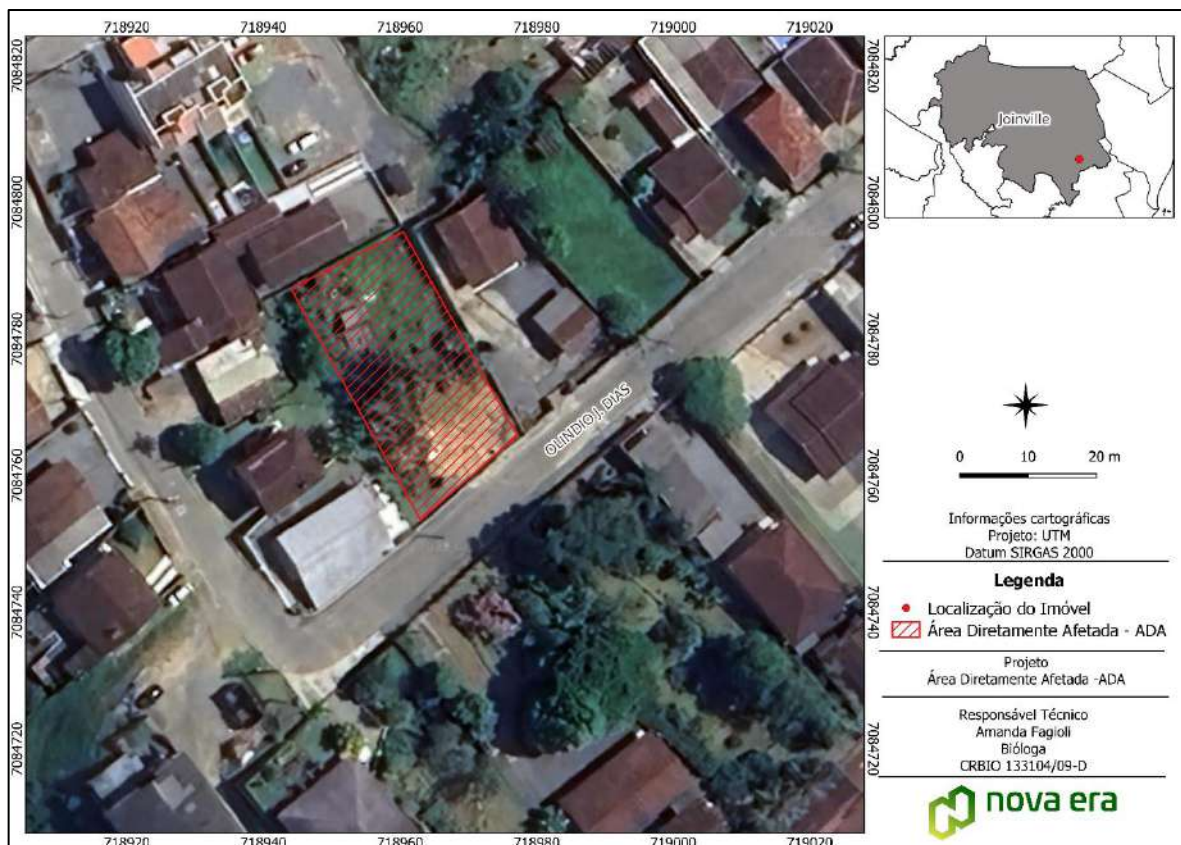 718920 718940 718960 718980 719000 719020
7084820
7084800
7084780
7084760
7084740
7084720
OLINDIO J. DIAS
7084820
7084800
7084780
7084760
7084740
7084720
718920 718940 718960 718980 719000 719020
Joinville
0 10 20 m
Informações cartográficas
Projeto: UTM
Datum SIRGAS 2000
Legenda
Localização do Imóvel
Área Diretamente Afetada - ADA
Projeto
Área Diretamente Afetada -ADA
Responsável Técnico
Amanda Fagioli
Bióloga
CRBIO 133104/09-D
nova era